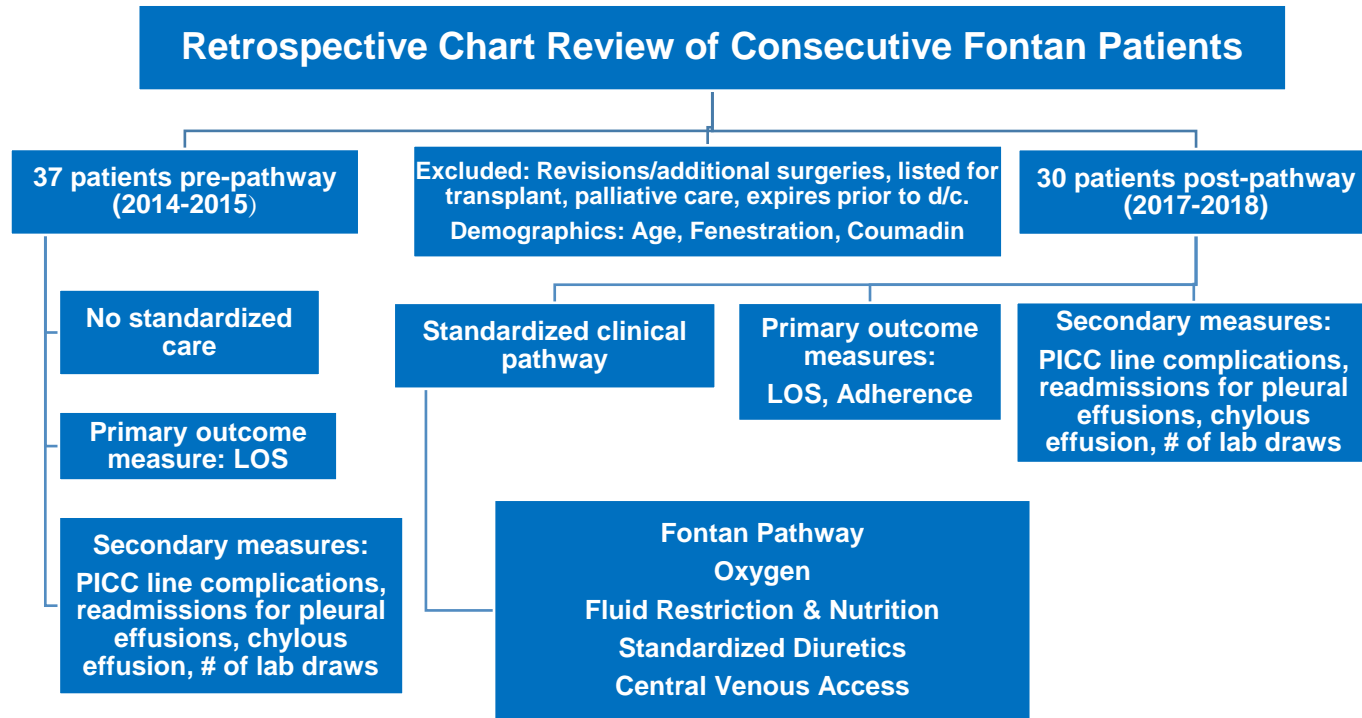 Retrospective Chart Review of Consecutive Fontan Patients
37 patients pre-pathway
(2014-2015)
Excluded: Revisions/additional surgeries, listed for
transplant, palliative care, expires prior to d/c.
Demographics: Age, Fenestration, Coumadin
30 patients post-pathway
(2017-2018)
No standardized
care
Primary outcome
measure: LOS
Secondary measures:
PICC line complications,
readmissions for pleural
effusions, chylous
effusion, # of lab draws
Standardized clinical
pathway
Primary outcome
measures:
LOS, Adherence
Secondary measures:
PICC line complications,
readmissions for pleural
effusions, chylous
effusion, # of lab draws
Fontan Pathway
Oxygen
Fluid Restriction & Nutrition
Standardized Diuretics
Central Venous Access